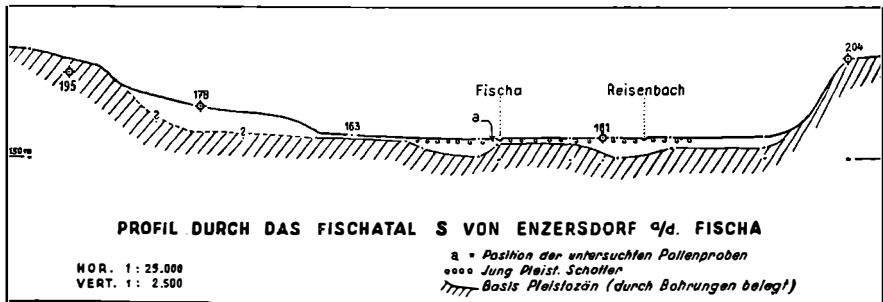 204
195
178
Fischa
Reisenbach
a
163
161
2
2
150 m
PROFIL DURCH DAS FISCHATAL S VON ENZERSDORF a/d. FISCHA
a = Position der untersuchten Pollenproben
HOR. 1 : 25.000
oooo Jung Pleist. Schotter
VERT. 1 : 2.500
Basis Pleistozän (durch Bohrungen belegt)